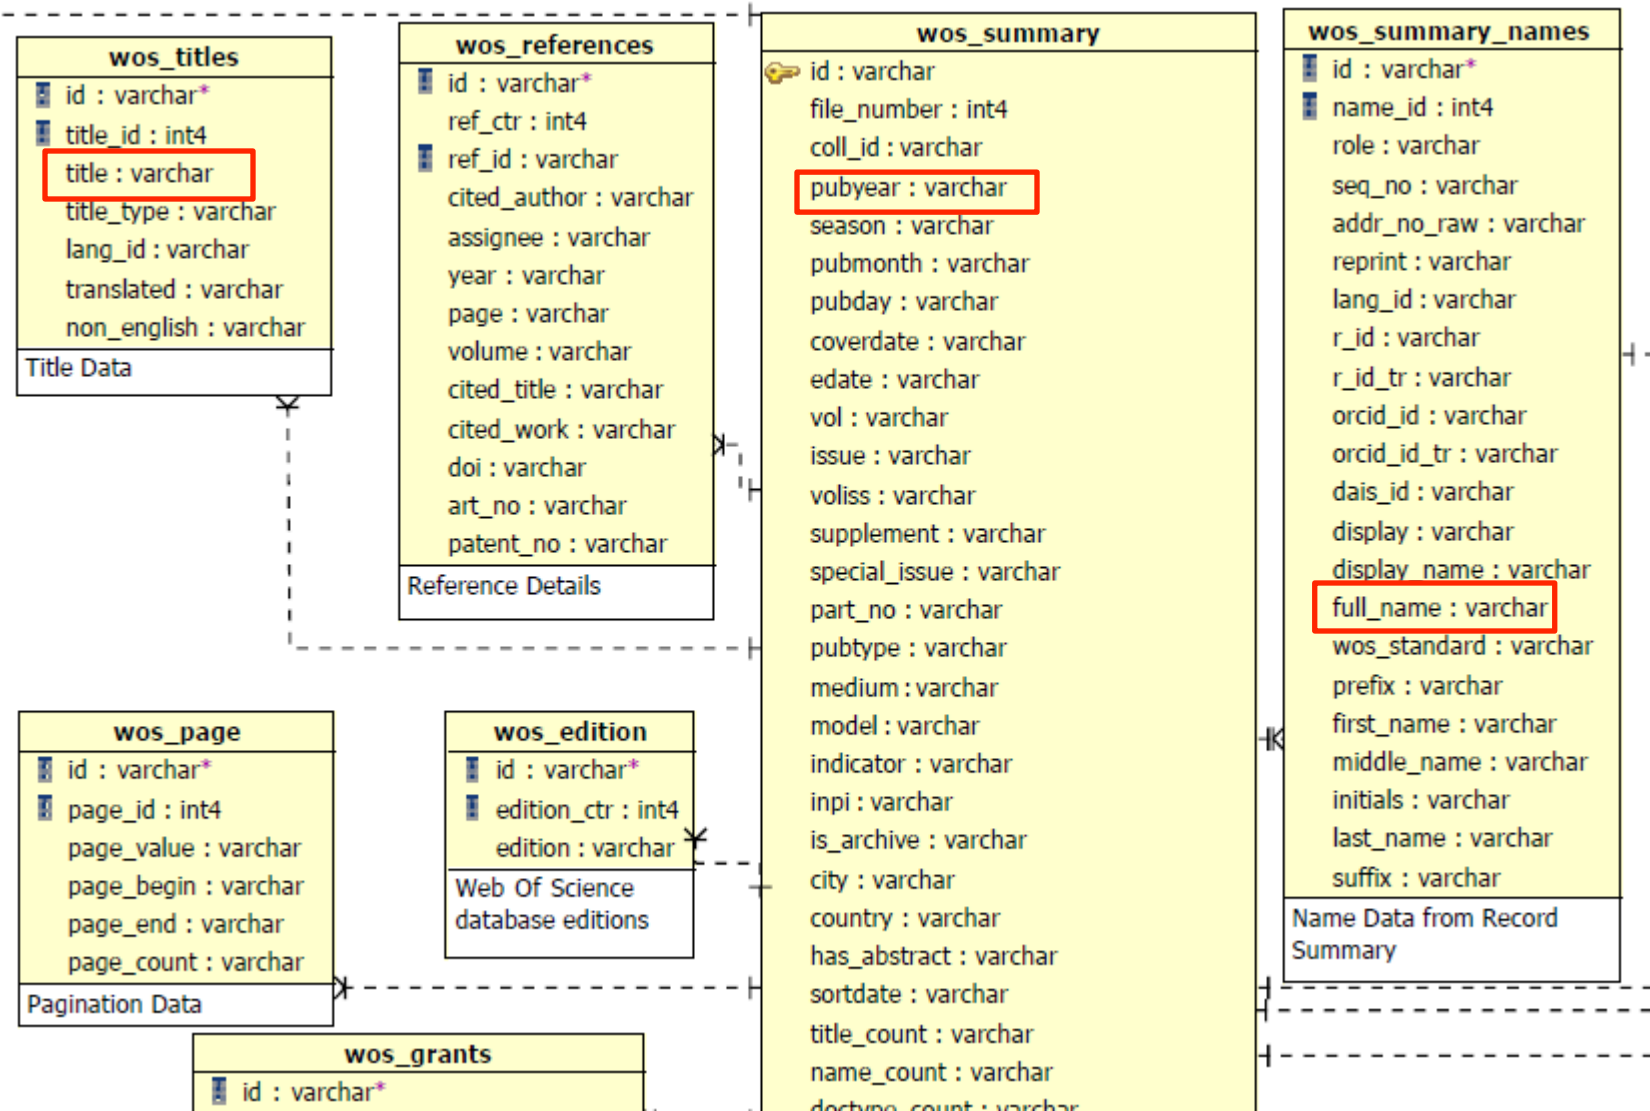 wos_titles
id : varchar*
title_id : int4
title : varchar
title_type : varchar
lang_id : varchar
translated : varchar
non_english : varchar
Title Data
wos_references
id : varchar*
ref_ctr : int4
ref_id : varchar
cited_author : varchar
assignee : varchar
year : varchar
page : varchar
volume : varchar
cited_title : varchar
cited_work : varchar
doi : varchar
art_no : varchar
patent_no : varchar
Reference Details
wos_summary
id : varchar
file_number : int4
coll_id : varchar
pubyear : varchar
season : varchar
pubmonth : varchar
pubday : varchar
coverdate : varchar
edate : varchar
vol : varchar
issue : varchar
voliss : varchar
supplement : varchar
special_issue : varchar
part_no : varchar
pubtype : varchar
medium : varchar
model : varchar
indicator : varchar
inpi : varchar
is_archive : varchar
city : varchar
country : varchar
has_abstract : varchar
sortdate : varchar
title_count : varchar
name_count : varchar
doctype_count : varchar
wos_summary_names
id : varchar*
name_id : int4
role : varchar
seq_no : varchar
addr_no_raw : varchar
reprint : varchar
lang_id : varchar
r_id : varchar
r_id_tr : varchar
orcid_id : varchar
orcid_id_tr : varchar
dais_id : varchar
display : varchar
display_name : varchar
full_name : varchar
wos_standard : varchar
prefix : varchar
first_name : varchar
middle_name : varchar
initials : varchar
last_name : varchar
suffix : varchar
Name Data from Record
Summary
wos_page
id : varchar*
page_id : int4
page_value : varchar
page_begin : varchar
page_end : varchar
page_count : varchar
Pagination Data
wos_edition
id : varchar*
edition_ctr : int4
edition : varchar
Web Of Science
database editions
wos_grants
id : varchar*